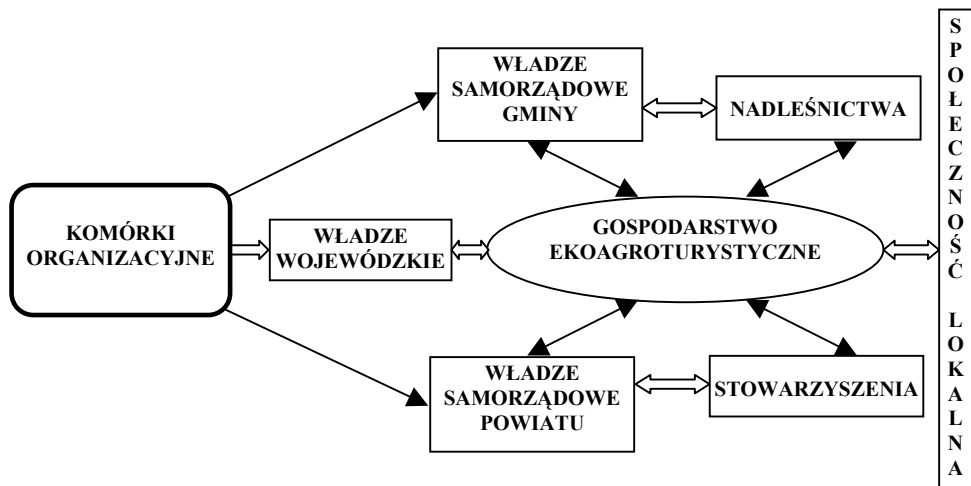 WŁADZE
SAMORZĄDOWE
GMINY
NADLEŚNICTWA
KOMÓRKI
ORGANIZACYJNE
WŁADZE
WOJEWÓDZKIE
GOSPODARSTWO
EKOAGROTURYSTYCZNE
WŁADZE
SAMORZĄDOWE
POWIATU
STOWARZYSZENIA
S
P
O
Ł
E
C
Z
N
O
Ś
Ć
L
O
K
A
L
N
A